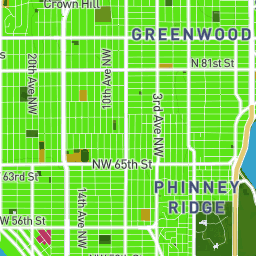 Crown Hill
GREENWOOD
N 81st St
20th Ave NW
10th Ave NW
3rd Ave NW
NW 65th St
63rd St
PHINNEY
RIDGE
14th Ave NW
W 56th St